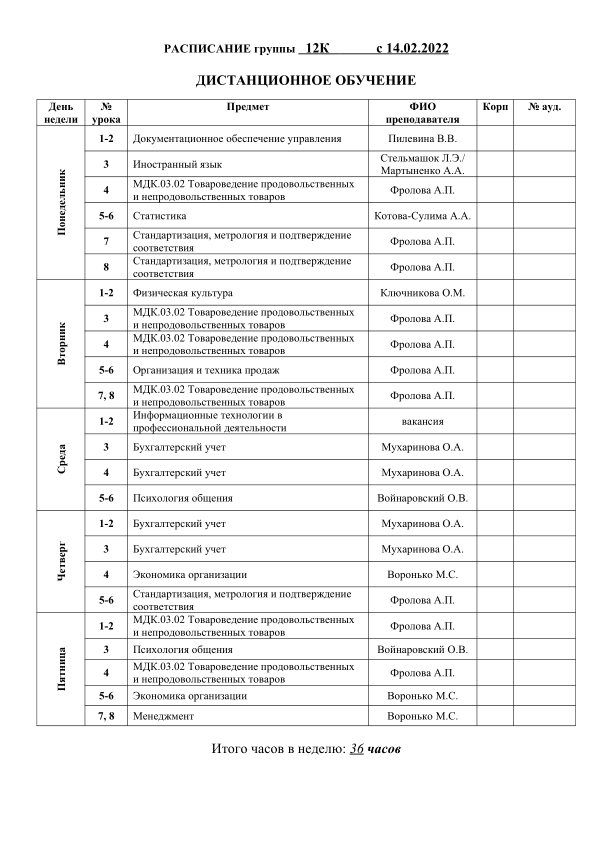 РАСПИСАНИЕ группы 12К с 14.02.2022
ДИСТАНЦИОННОЕ ОБУЧЕНИЕ
День недели № урока Предмет ФИО преподавателя Корп № ауд.
Понедельник
1-2 Документационное обеспечение управления Пилевина В.В.
3 Иностранный язык Стельмашок Л.Э./ Мартыненко А.А.
4 МДК.03.02 Товароведение продовольственных
и непродовольственных товаров Фролова А.П.
5-6 Статистика Котова-Сулима А.А.
7 Стандартизация, метрология и подтверждение
соответствия Фролова А.П.
8 Стандартизация, метрология и подтверждение
соответствия Фролова А.П.
Вторник
1-2 Физическая культура Ключникова О.М.
3 МДК.03.02 Товароведение продовольственных
и непродовольственных товаров Фролова А.П.
4 МДК.03.02 Товароведение продовольственных
и непродовольственных товаров Фролова А.П.
5-6 Организация и техника продаж Фролова А.П.
7, 8 МДК.03.02 Товароведение продовольственных
и непродовольственных товаров Фролова А.П.
Среда
1-2 Информационные технологии в
профессиональной деятельности вакансия
3 Бухгалтерский учет Мухаринова О.А.
4 Бухгалтерский учет Мухаринова О.А.
5-6 Психология общения Войнаровский О.В.
Четверг
1-2 Бухгалтерский учет Мухаринова О.А.
3 Бухгалтерский учет Мухаринова О.А.
4 Экономика организации Воронько М.С.
5-6 Стандартизация, метрология и подтверждение
соответствия Фролова А.П.
Пятница
1-2 МДК.03.02 Товароведение продовольственных
и непродовольственных товаров Фролова А.П.
3 Психология общения Войнаровский О.В.
4 МДК.03.02 Товароведение продовольственных
и непродовольственных товаров Фролова А.П.
5-6 Экономика организации Воронько М.С.
7, 8 Менеджмент Воронько М.С.
Итого часов в неделю: 36 часов